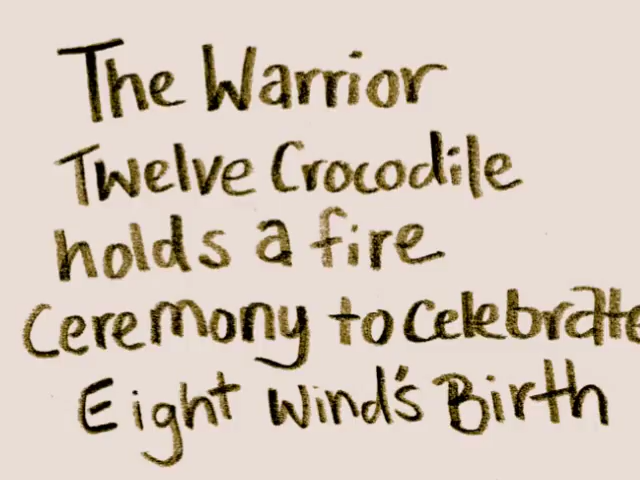 The Warrior
Twelve Crocodile
holds a fire
Ceremony to Celebrate
Eight Wind's Birth